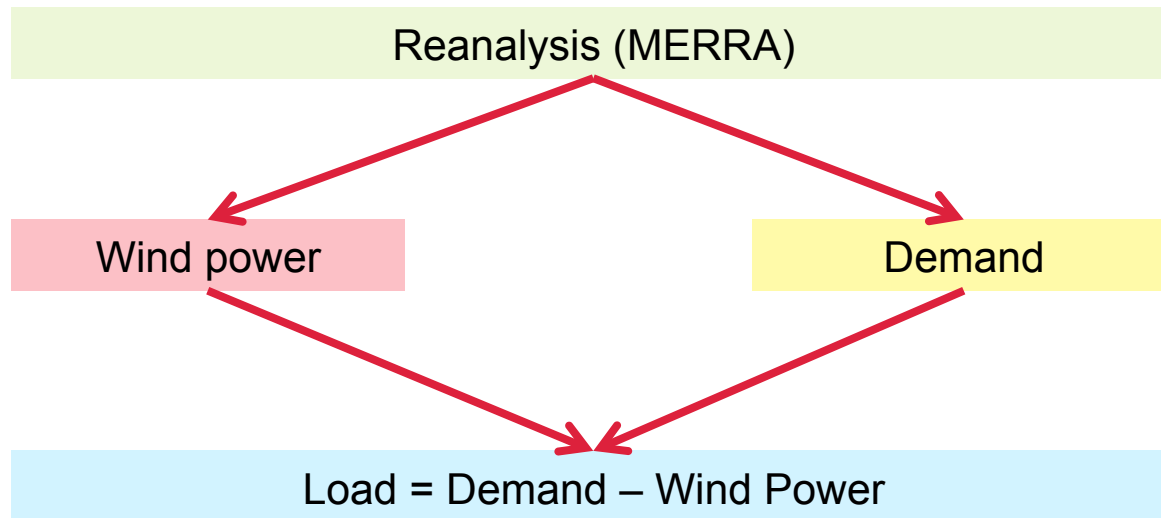 Reanalysis (MERRA)
Wind power
Demand
Load = Demand – Wind Power